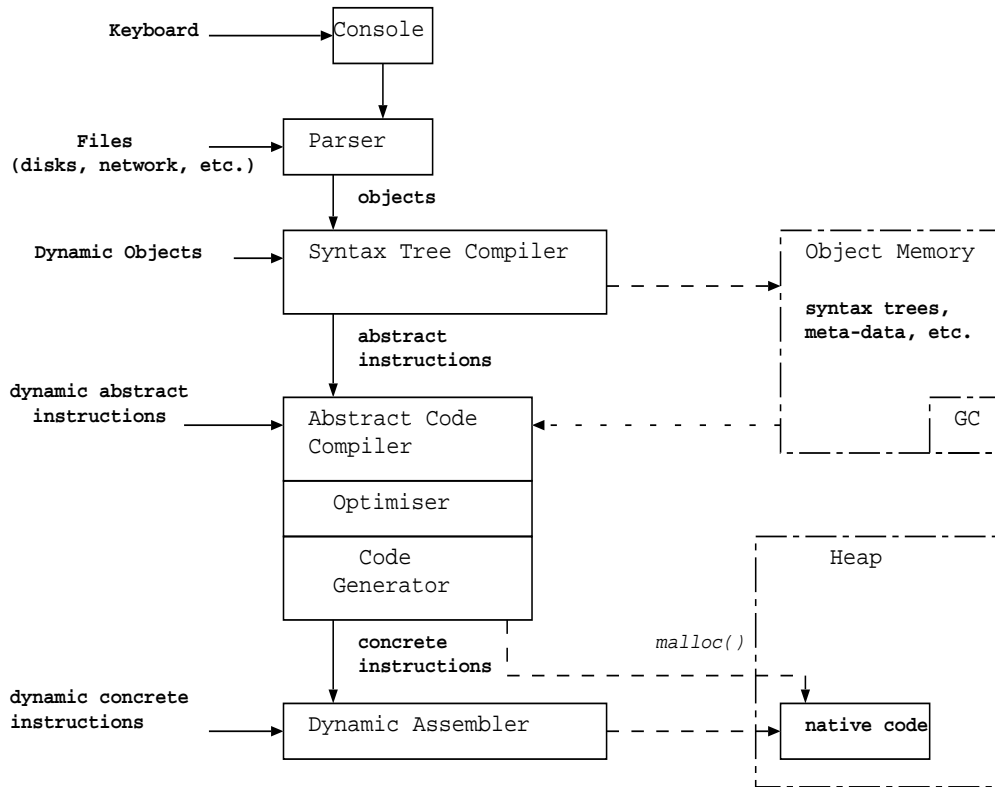 Keyboard
Console
Files
(disks, network, etc.)
Parser
objects
Dynamic Objects
Syntax Tree Compiler
Object Memory
syntax trees,
meta-data, etc.
GC
abstract
instructions
dynamic abstract
instructions
Abstract Code
Compiler
Optimiser
Code
Generator
Heap
concrete
instructions
malloc()
dynamic concrete
instructions
Dynamic Assembler
native code